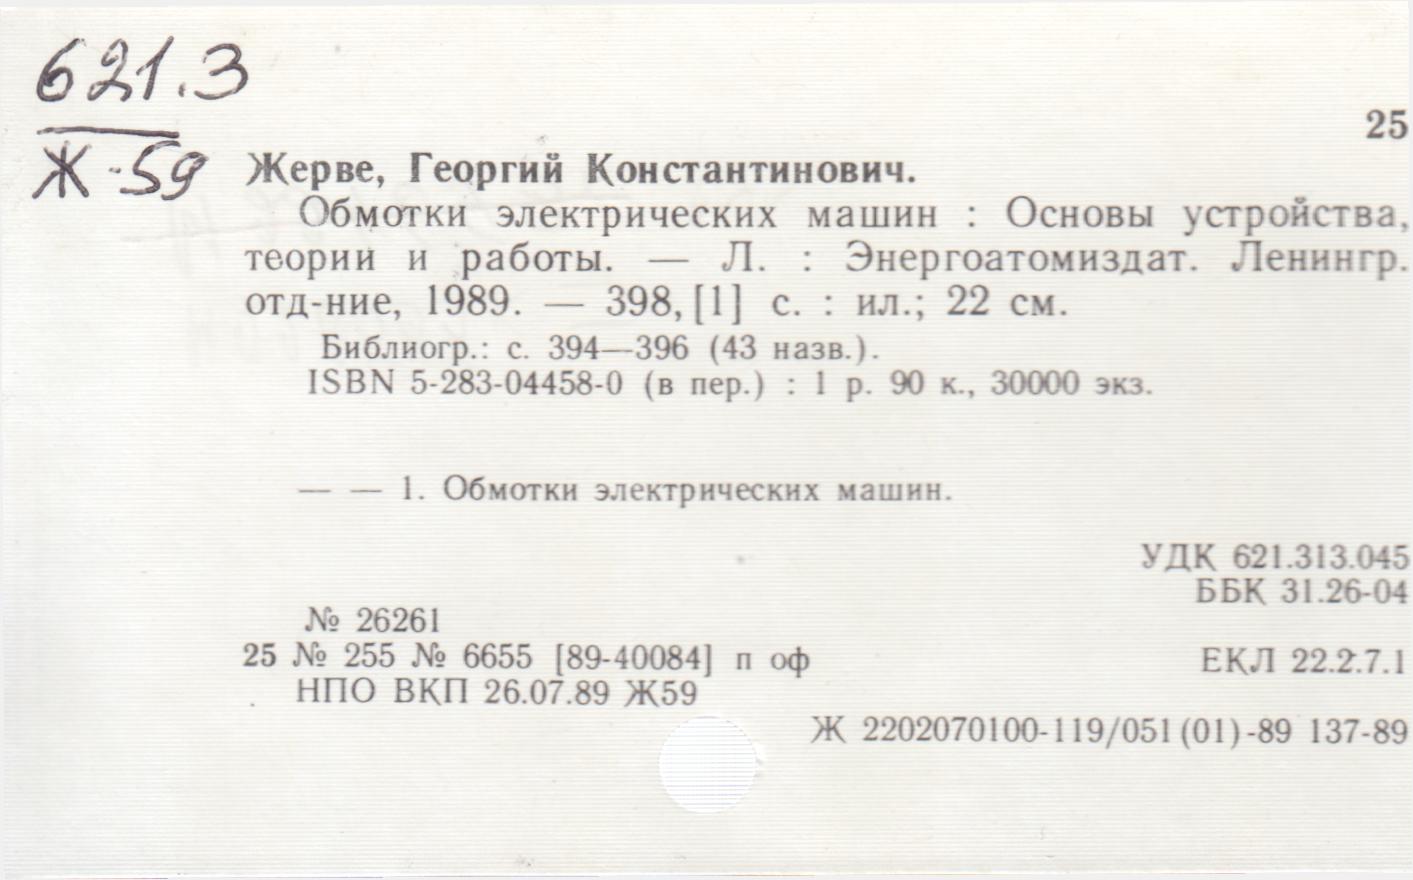 621.3
25
Ж-59
Жерве, Георгий Константинович.
Обмотки электрических машин : Основы устройства,
теории и работы. — Л. : Энергоатомиздат. Ленингр.
отд-ние, 1989. — 398, [1] с. : ил.; 22 см.
Библиогр.: с. 394—396 (43 назв.).
ISBN 5-283-04458-0 (в пер.) : 1 р. 90 к., 30000 экз.
— — 1. Обмотки электрических машин.
УДК 621.313.045
ББК 31.26-04
№ 26261
25 № 255 № 6655 [89-40084] п оф
ЕКЛ 22.2.7.1
НПО ВКП 26.07.89 Ж59
Ж 2202070100-119/051(01)-89 137-89